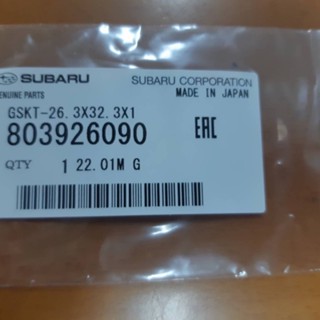 SUBARU
SUBARU CORPORATION
GENUINE PARTS
MADE IN JAPAN
GSKT-26.3X32.3X1
803926090
EAC
QTY 1 22.01M G